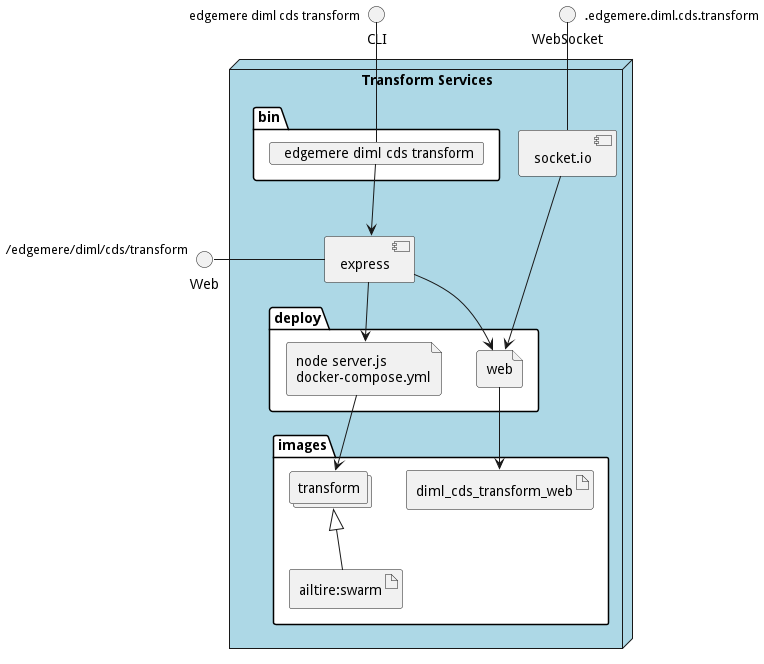 edgemere diml cds transform
.edgemere.diml.cds.transform
CLI
WebSocket
Transform Services
bin
edgemere diml cds transform
socket.io
/edgemere/diml/cds/transform
Web
express
deploy
node server.js
docker-compose.yml
web
images
transform
diml_cds_transform_web
ailtire:swarm